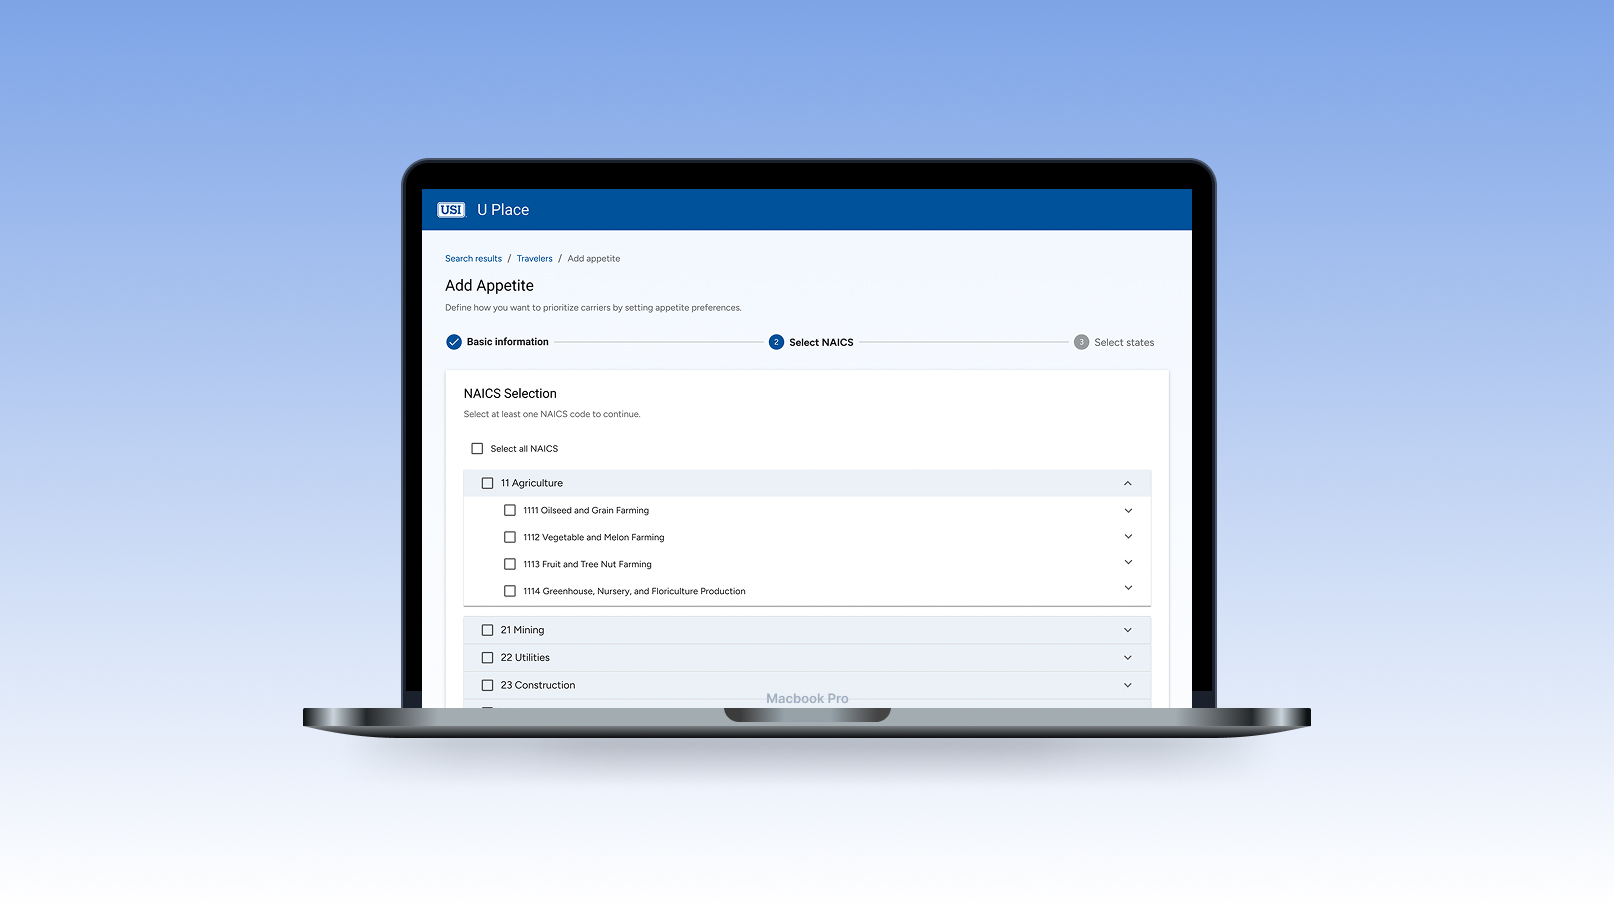 USI U Place
Search results / Travelers / Add appetite
Add Appetite
Define how you want to prioritize carriers by setting appetite preferences.
Basic information 2 Select NAICS 3 Select states
NAICS Selection
Select at least one NAICS code to continue.
Select all NAICS
11 Agriculture
1111 Oilseed and Grain Farming
1112 Vegetable and Melon Farming
1113 Fruit and Tree Nut Farming
1114 Greenhouse, Nursery, and Floriculture Production
21 Mining
22 Utilities
23 Construction
Macbook Pro